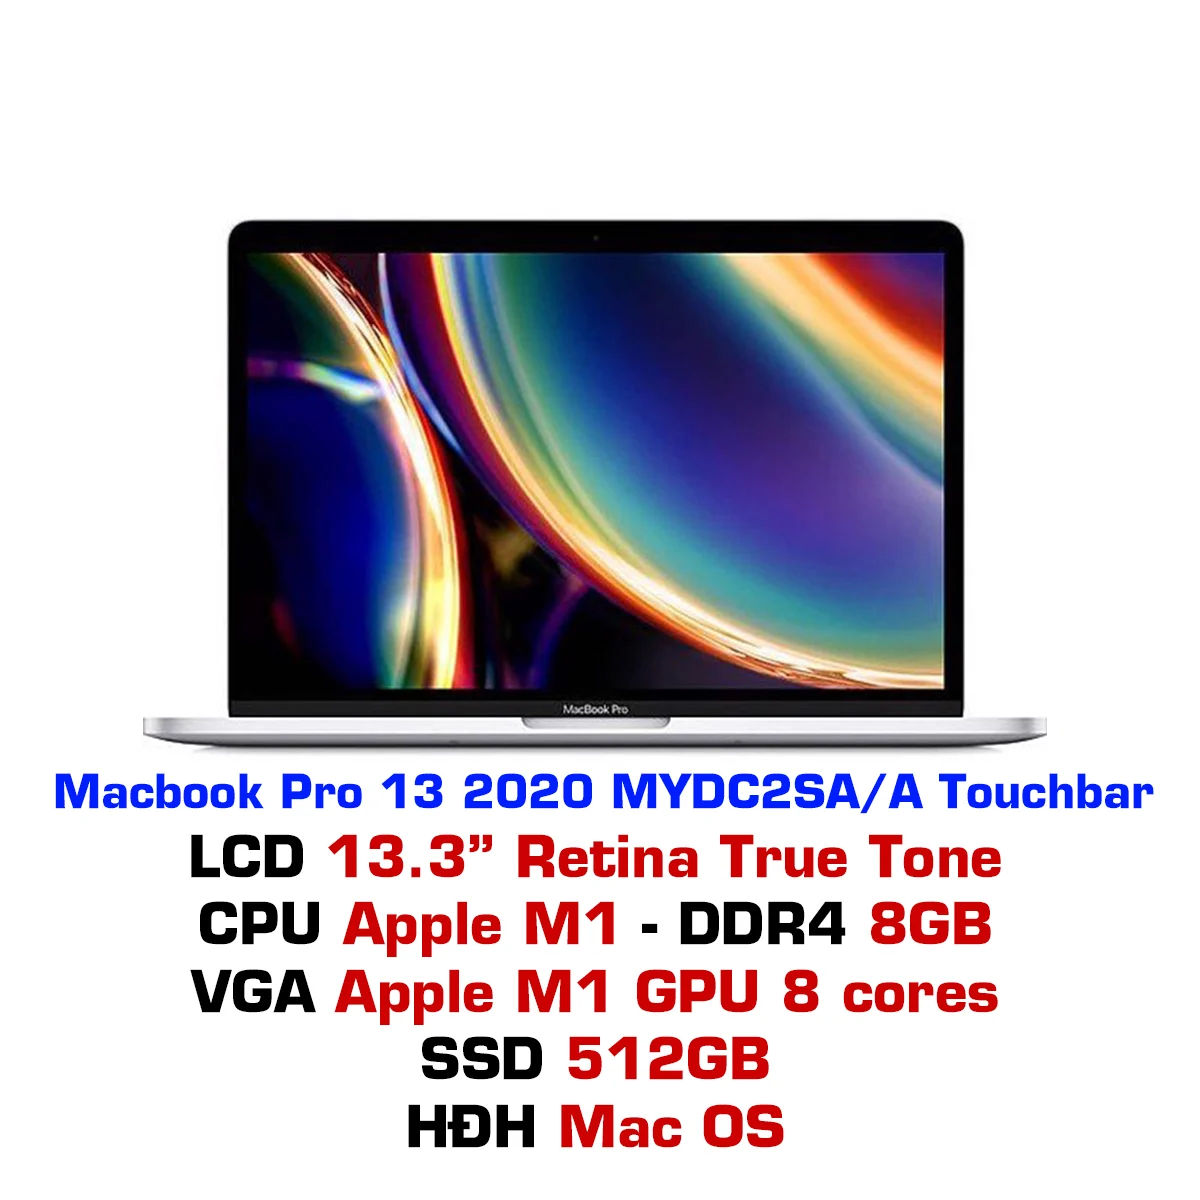 MacBook Pro
Macbook Pro 13 2020 MYDC2SA/A Touchbar
LCD 13.3” Retina True Tone
CPU Apple M1 - DDR4 8GB
VGA Apple M1 GPU 8 cores
SSD 512GB
HĐH Mac OS